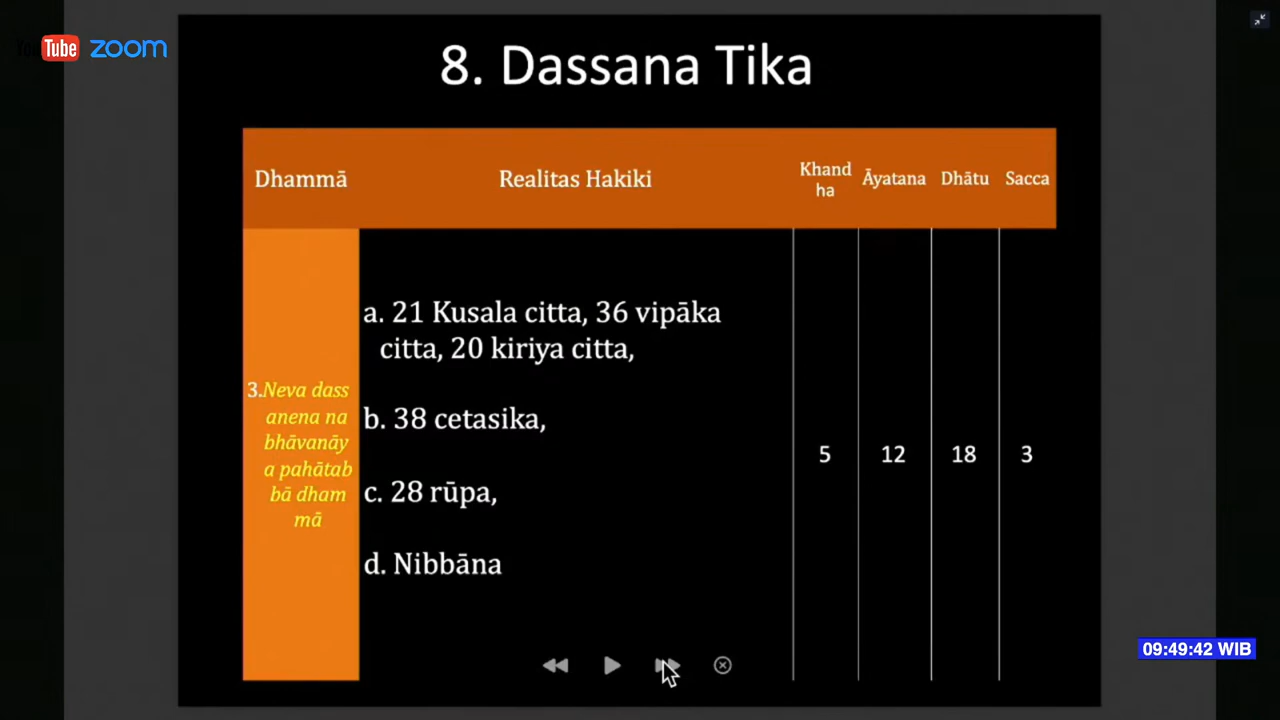 YouTube zoom
8. Dassana Tika
Dhammā
Realitas Hakiki
Khand
ha
Āyatana
Dhātu
Sacca
3.Neva dass
anena na
bhāvanāy
a pahātab
bā dham
mā
a. 21 Kusala citta, 36 vipāka
citta, 20 kiriya citta,
b. 38 cetasika,
c. 28 rūpa,
d. Nibbāna
5
12
18
3
09:49:42 WIB